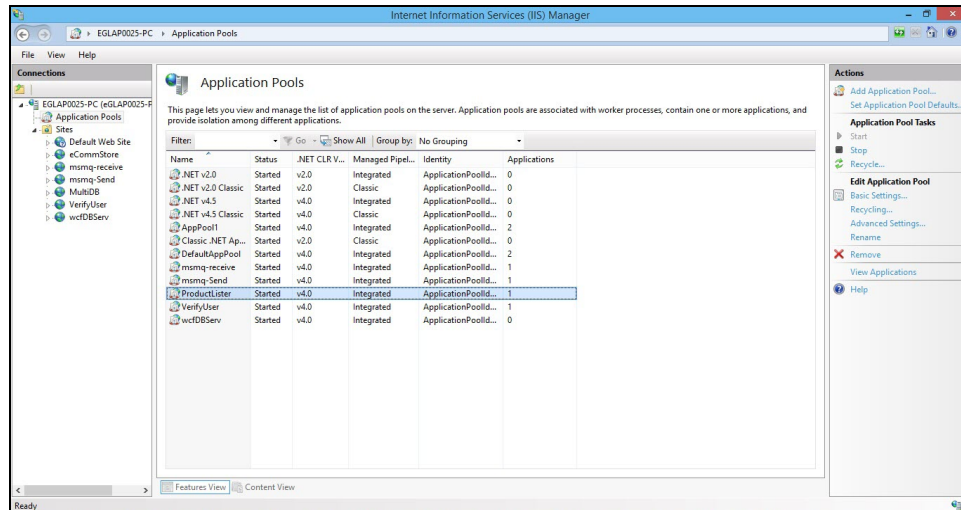 Internet Information Services (IIS) Manager
EGLAP0025-PC Application Pools
File View Help
Connections
EGLAP0025-PC (eGLAP0025-P
Application Pools
Sites
Default Web Site
eCommStore
msmq-receive
msmq-Send
MultiDB
VerifyUser
wcfDBServ
Application Pools
This page lets you view and manage the list of application pools on the server. Application pools are associated with worker processes, contain one or more applications, and
provide isolation among different applications.
Filter: Go Show All Group by: No Grouping
Name Status .NET CLR V... Managed Pipel... Identity Applications
.NET v2.0 Started v2.0 Integrated ApplicationPoolId... 0
.NET v2.0 Classic Started v2.0 Classic ApplicationPoolId... 0
.NET v4.5 Started v4.0 Integrated ApplicationPoolId... 0
.NET v4.5 Classic Started v4.0 Classic ApplicationPoolId... 0
AppPool1 Started v4.0 Integrated ApplicationPoolId... 2
Classic .NET Ap... Started v2.0 Classic ApplicationPoolId... 0
DefaultAppPool Started v4.0 Integrated ApplicationPoolId... 2
msmq-receive Started v4.0 Integrated ApplicationPoolId... 1
msmq-Send Started v4.0 Integrated ApplicationPoolId... 1
ProductLister Started v4.0 Integrated ApplicationPoolId... 1
VerifyUser Started v4.0 Integrated ApplicationPoolId... 1
wcfDBServ Started v4.0 Integrated ApplicationPoolId... 0
Features View Content View
Actions
Add Application Pool...
Set Application Pool Defaults.
Application Pool Tasks
Start
Stop
Recycle...
Edit Application Pool
Basic Settings...
Recycling...
Advanced Settings...
Rename
Remove
View Applications
Help
Ready